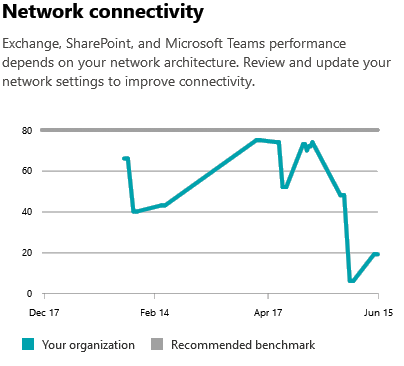 Network connectivity
Exchange, SharePoint, and Microsoft Teams performance
depends on your network architecture. Review and update your
network settings to improve connectivity.
80
60
40
20
0
Dec 17 Feb 14 Apr 17 Jun 15
Your organization Recommended benchmark